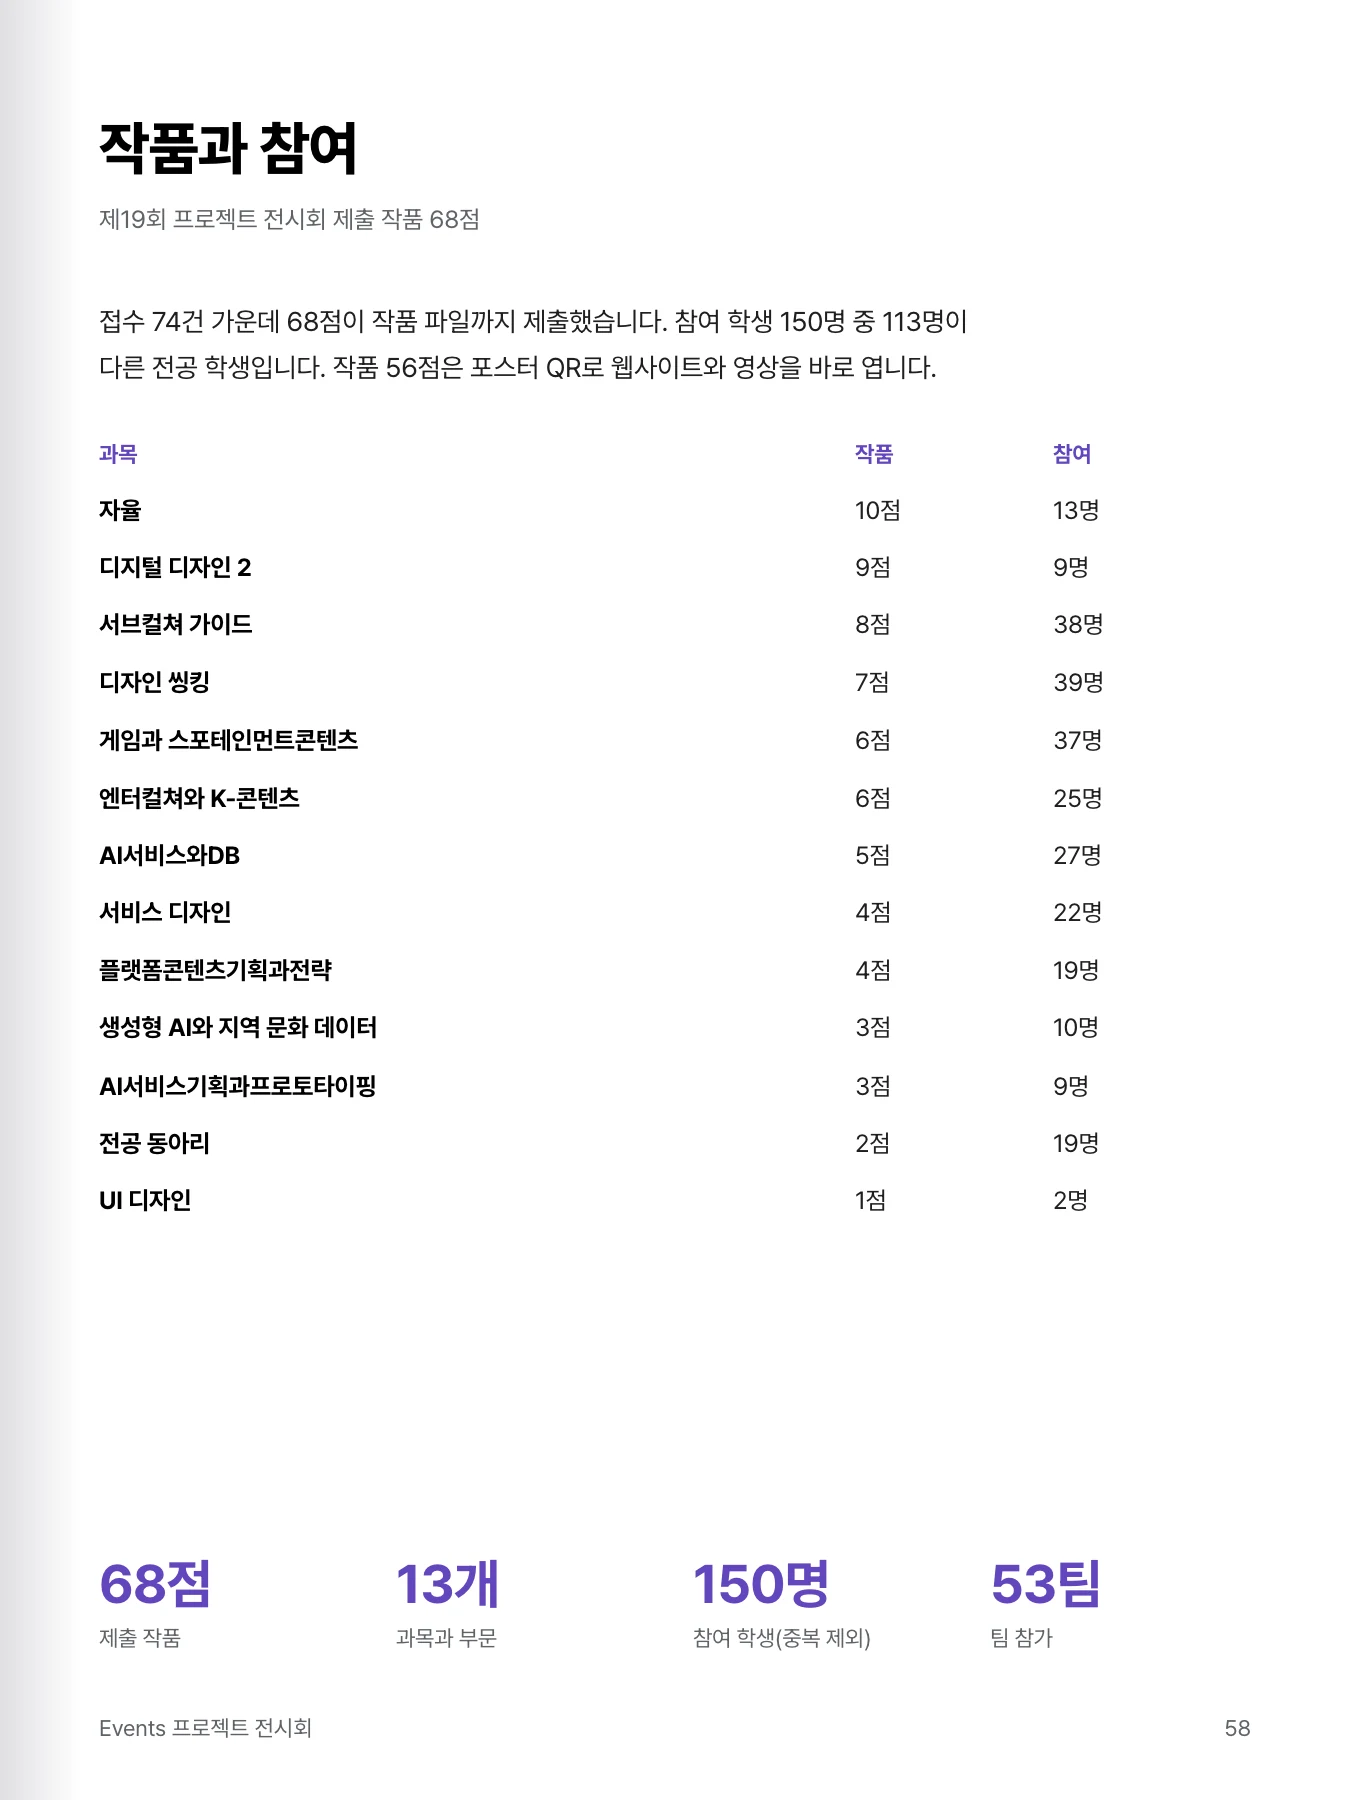 작품과 참여
제19회 프로젝트 전시회 제출 작품 68점
접수 74건 가운데 68점이 작품 파일까지 제출했습니다. 참여 학생 150명 중 113명이
다른 전공 학생입니다. 작품 56점은 포스터 QR로 웹사이트와 영상을 바로 엽니다.
과목 작품 참여
자율 10점 13명
디지털 디자인 2 9점 9명
서브컬쳐 가이드 8점 38명
디자인 씽킹 7점 39명
게임과 스포테인먼트콘텐츠 6점 37명
엔터컬쳐와 K-콘텐츠 6점 25명
AI서비스와DB 5점 27명
서비스 디자인 4점 22명
플랫폼콘텐츠기획과전략 4점 19명
생성형 AI와 지역 문화 데이터 3점 10명
AI서비스기획과프로토타이핑 3점 9명
전공 동아리 2점 19명
UI 디자인 1점 2명
68점 13개 150명 53팀
제출 작품 과목과 부문 참여 학생(중복 제외) 팀 참가
Events 프로젝트 전시회 58